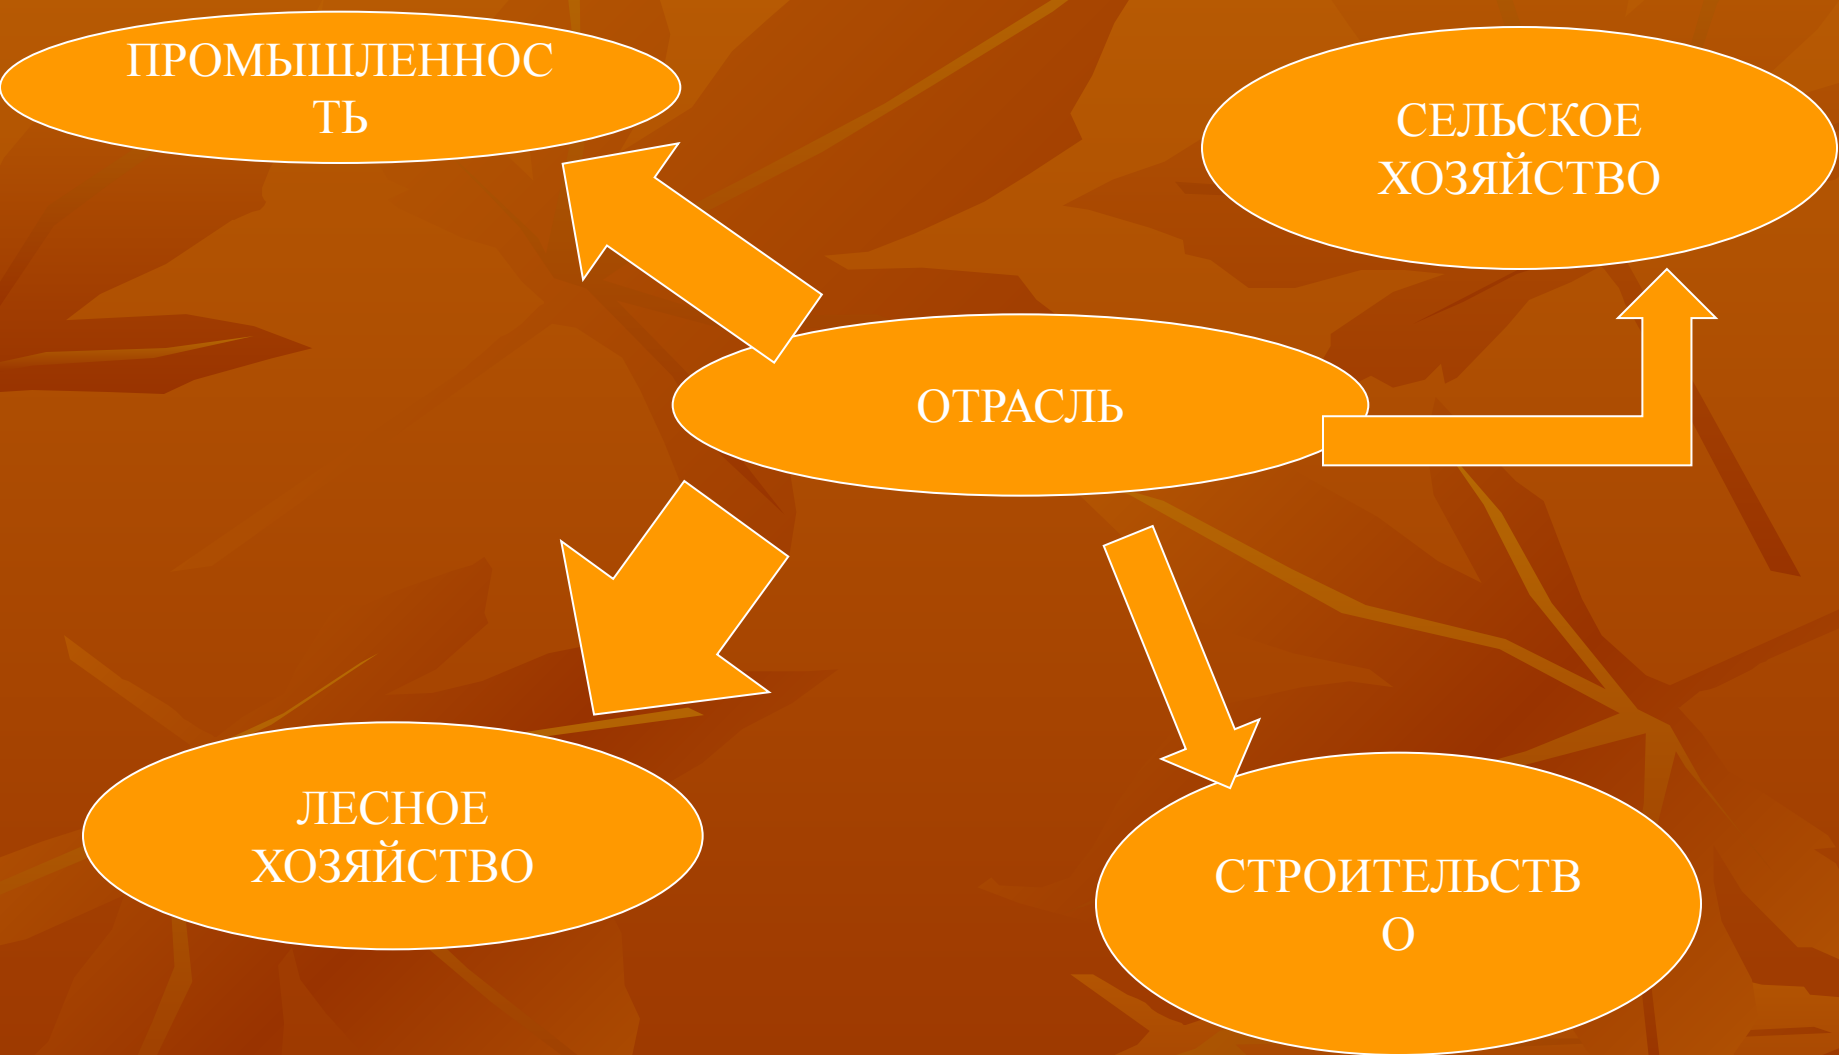 ПРОМЫШЛЕННОС
ТЬ
СЕЛЬСКОЕ
ХОЗЯЙСТВО
ОТРАСЛЬ
ЛЕСНОЕ
ХОЗЯЙСТВО
СТРОИТЕЛЬСТВ
О